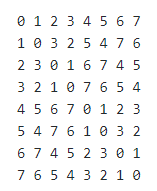 0 1 2 3 4 5 6 7
1 0 3 2 5 4 7 6
2 3 0 1 6 7 4 5
3 2 1 0 7 6 5 4
4 5 6 7 0 1 2 3
5 4 7 6 1 0 3 2
6 7 4 5 2 3 0 1
7 6 5 4 3 2 1 0